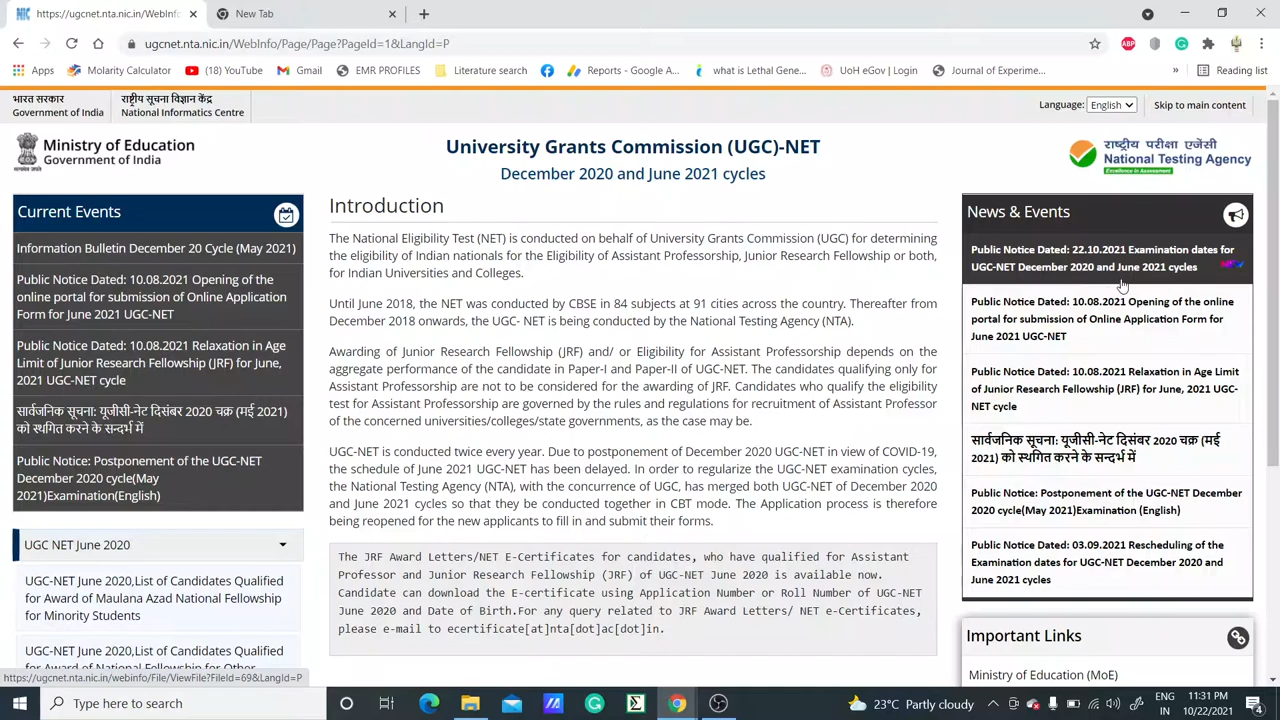 https://ugcnet.nta.nic.in/WebInf
New Tab
ugcnet.nta.nic.in/WebInfo/Page/Page?PageId=1&LangId=P
Apps
Molarity Calculator
(18) YouTube
Gmail
EMR PROFILES
Literature search
Reports - Google A...
what is Lethal Gene...
UoH eGov | Login
Journal of Experime...
»
Reading list
भारत सरकार
Government of India
राष्ट्रीय सूचना विज्ञान केंद्र
National Informatics Centre
Language: English
Skip to main content
Ministry of Education
Government of India
सत्यमेव जयते
University Grants Commission (UGC)-NET
December 2020 and June 2021 cycles
राष्ट्रीय परीक्षा एजेंसी
National Testing Agency
Excellence in Assessment
Current Events
Information Bulletin December 20 Cycle (May 2021)
Public Notice Dated: 10.08.2021 Opening of the
online portal for submission of Online Application
Form for June 2021 UGC-NET
Public Notice Dated: 10.08.2021 Relaxation in Age
Limit of Junior Research Fellowship (JRF) for June,
2021 UGC-NET cycle
सार्वजनिक सूचना: यूजीसी-नेट दिसंबर 2020 चक्र (मई 2021)
को स्थगित करने के सन्दर्भ में
Public Notice: Postponement of the UGC-NET
December 2020 cycle(May
2021)Examination(English)
UGC NET June 2020
UGC-NET June 2020,List of Candidates Qualified
for Award of Maulana Azad National Fellowship
for Minority Students
UGC-NET June 2020,List of Candidates Qualified
for Award of National Fellowship for Other
https://ugcnet.nta.nic.in/webinfo/File/ViewFile?FileId=69&LangId=P
Introduction
The National Eligibility Test (NET) is conducted on behalf of University Grants Commission (UGC) for determining
the eligibility of Indian nationals for the Eligibility of Assistant Professorship, Junior Research Fellowship or both,
for Indian Universities and Colleges.
Until June 2018, the NET was conducted by CBSE in 84 subjects at 91 cities across the country. Thereafter from
December 2018 onwards, the UGC- NET is being conducted by the National Testing Agency (NTA).
Awarding of Junior Research Fellowship (JRF) and/ or Eligibility for Assistant Professorship depends on the
aggregate performance of the candidate in Paper-I and Paper-II of UGC-NET. The candidates qualifying only for
Assistant Professorship are not to be considered for the awarding of JRF. Candidates who qualify the eligibility
test for Assistant Professorship are governed by the rules and regulations for recruitment of Assistant Professor
of the concerned universities/colleges/state governments, as the case may be.
UGC-NET is conducted twice every year. Due to postponement of December 2020 UGC-NET in view of COVID-19,
the schedule of June 2021 UGC-NET has been delayed. In order to regularize the UGC-NET examination cycles,
the National Testing Agency (NTA), with the concurrence of UGC, has merged both UGC-NET of December 2020
and June 2021 cycles so that they be conducted together in CBT mode. The Application process is therefore
being reopened for the new applicants to fill in and submit their forms.
The JRF Award Letters/NET E-Certificates for candidates, who have qualified for Assistant
Professor and Junior Research Fellowship (JRF) of UGC-NET June 2020 is available now.
Candidate can download the E-certificate using Application Number or Roll Number of UGC-NET
June 2020 and Date of Birth.For any query related to JRF Award Letters/ NET e-Certificates,
please e-mail to ecertificate[at]nta[dot]ac[dot]in.
News & Events
Public Notice Dated: 22.10.2021 Examination dates for
UGC-NET December 2020 and June 2021 cycles
Public Notice Dated: 10.08.2021 Opening of the online
portal for submission of Online Application Form for
June 2021 UGC-NET
Public Notice Dated: 10.08.2021 Relaxation in Age Limit
of Junior Research Fellowship (JRF) for June, 2021 UGC-
NET cycle
सार्वजनिक सूचना: यूजीसी-नेट दिसंबर 2020 चक्र (मई
2021) को स्थगित करने के सन्दर्भ में
Public Notice: Postponement of the UGC-NET December
2020 cycle(May 2021)Examination (English)
Public Notice Dated: 03.09.2021 Rescheduling of the
Examination dates for UGC-NET December 2020 and
June 2021 cycles
Important Links
Ministry of Education (MoE)
Type here to search
23°C Partly cloudy
ENG
IN
11:31 PM
10/22/2021
4